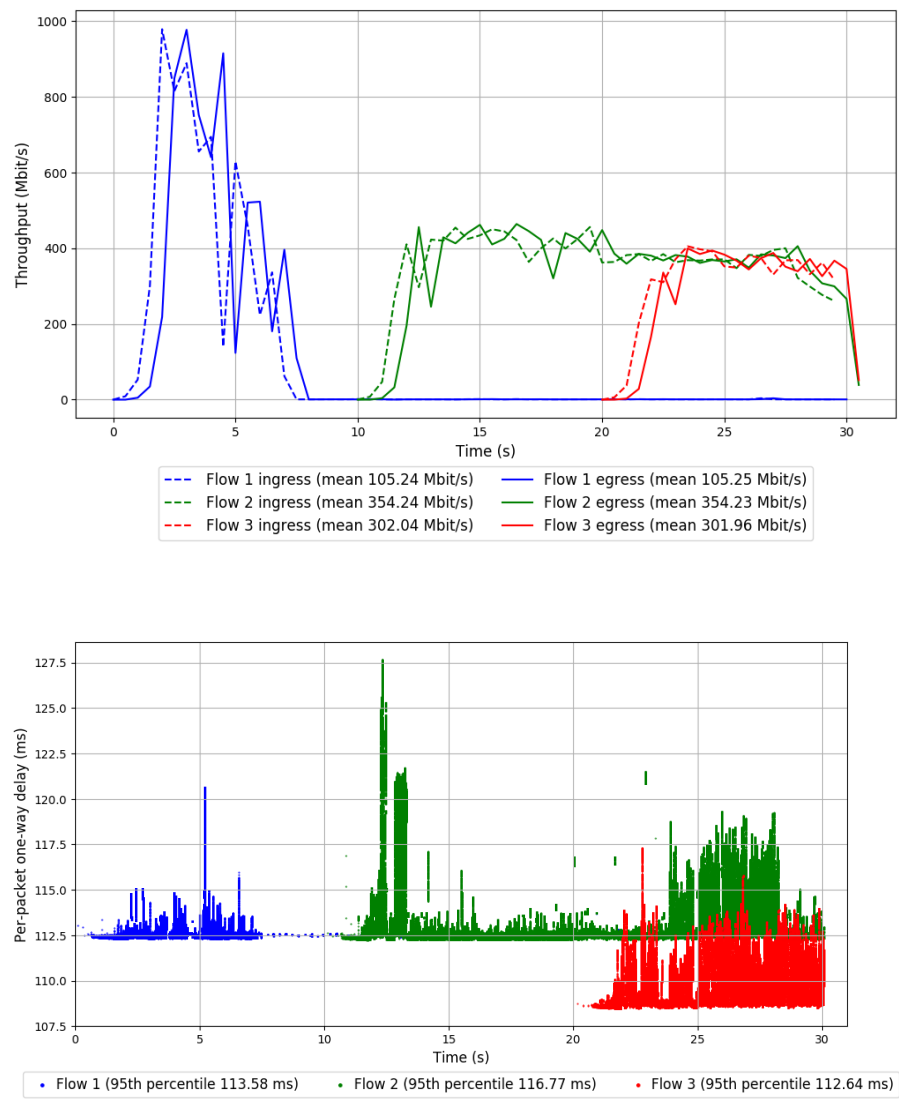 1000
800
600
400
200
0
Throughput (Mbit/s)
0 5 10 15 20 25 30
Time (s)
Flow 1 ingress (mean 105.24 Mbit/s) Flow 1 egress (mean 105.25 Mbit/s)
Flow 2 ingress (mean 354.24 Mbit/s) Flow 2 egress (mean 354.23 Mbit/s)
Flow 3 ingress (mean 302.04 Mbit/s) Flow 3 egress (mean 301.96 Mbit/s)
127.5
125.0
122.5
120.0
117.5
115.0
112.5
110.0
107.5
Per-packet one-way delay (ms)
0 5 10 15 20 25 30
Time (s)
Flow 1 (95th percentile 113.58 ms) Flow 2 (95th percentile 116.77 ms) Flow 3 (95th percentile 112.64 ms)